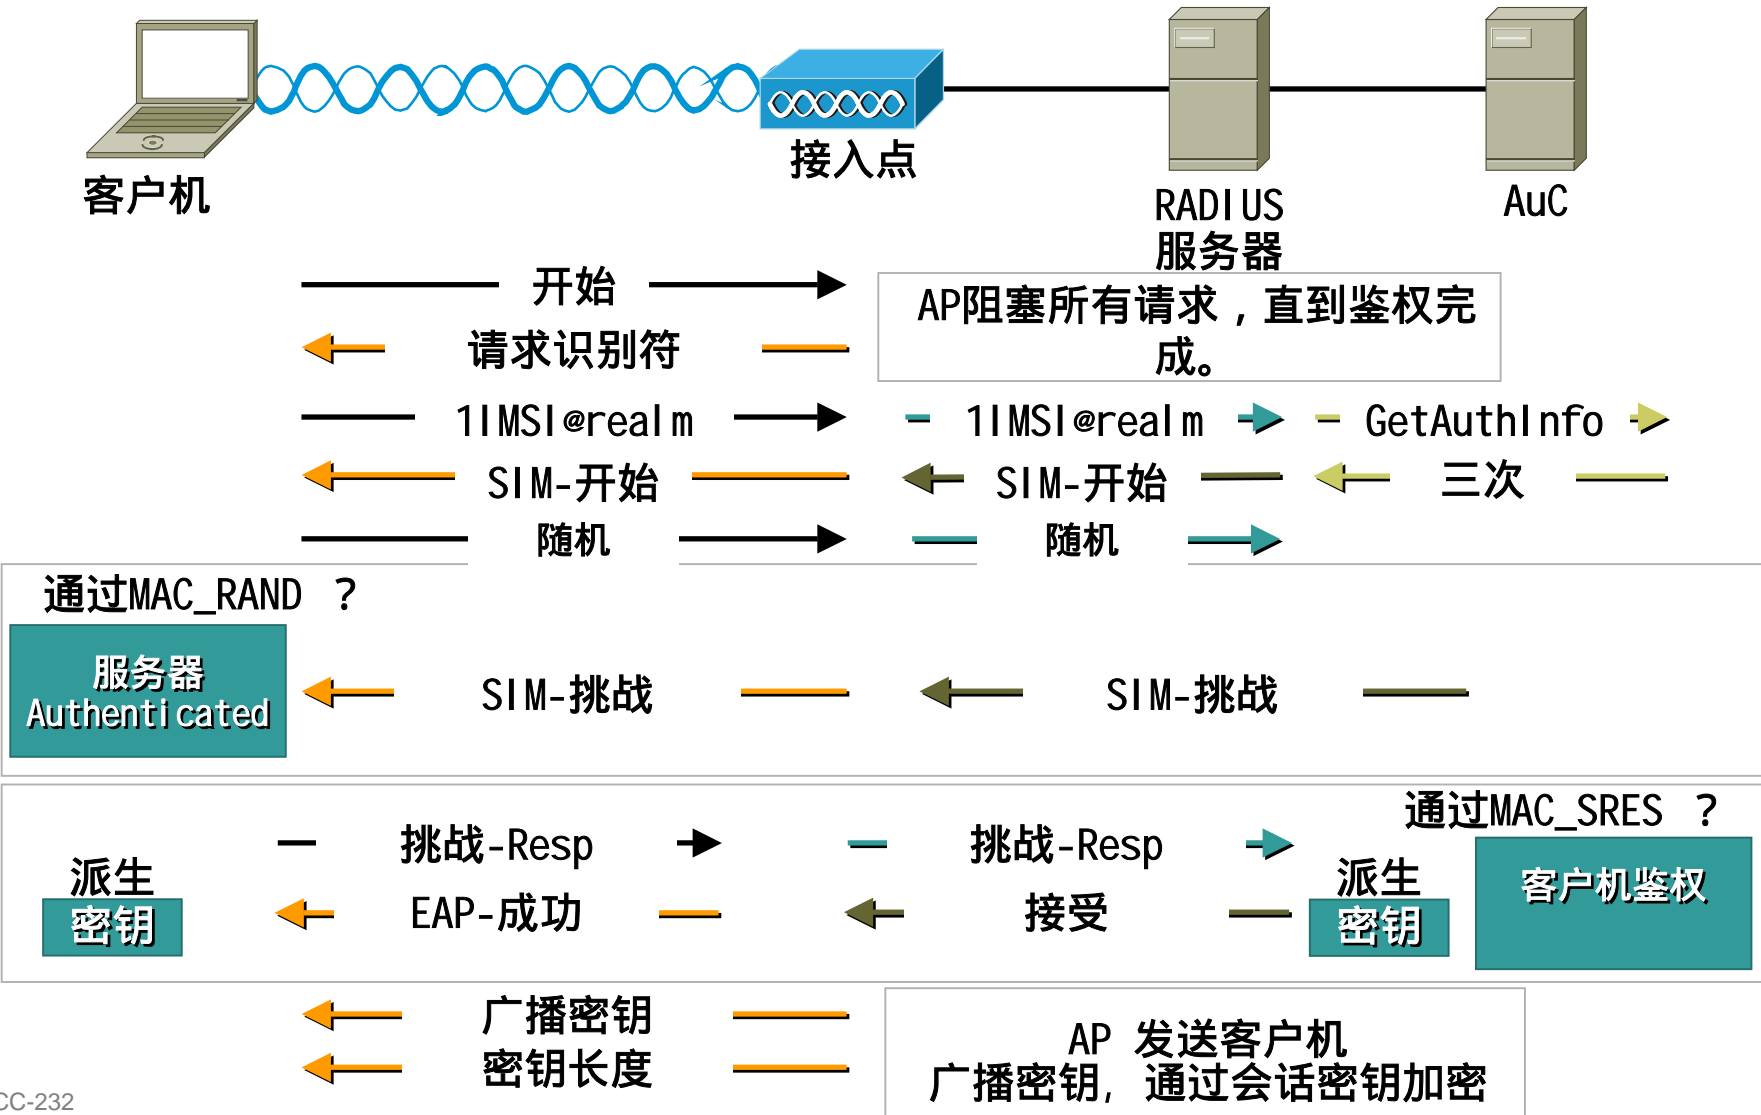 客户机
接入点
RADIUS
服务器
AuC
开始
AP阻塞所有请求，直到鉴权完
成。
请求识别符
1IMSI@realm
1IMSI@realm
GetAuthInfo
SIM-开始
SIM-开始
三次
随机
随机
通过MAC_RAND ？
服务器
Authenticated
SIM-挑战
SIM-挑战
通过MAC_SRES ？
挑战-Resp
挑战-Resp
派生
密钥
派生
密钥
客户机鉴权
EAP-成功
接受
广播密钥
密钥长度
AP 发送客户机
广播密钥, 通过会话密钥加密
CC-232